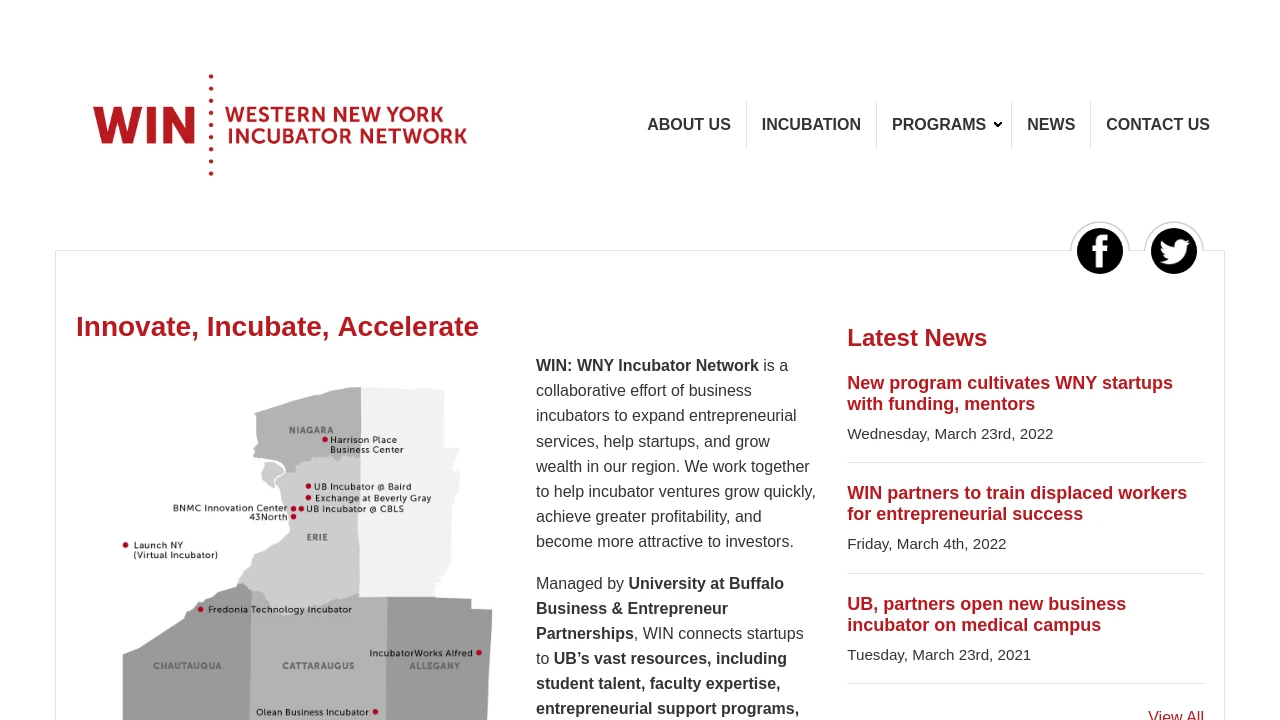 WIN
WESTERN NEW YORK
INCUBATOR NETWORK
ABOUT US
INCUBATION
PROGRAMS
NEWS
CONTACT US
Innovate, Incubate, Accelerate
NIAGARA
Harrison Place
Business Center
UB Incubator @ Baird
Exchange at Beverly Gray
BNMC Innovation Center
UB Incubator @ CBLS
43North
ERIE
Launch NY
(Virtual Incubator)
Fredonia Technology Incubator
IncubatorWorks Alfred
CHAUTAUQUA
CATTARAUGUS
ALLEGANY
Olean Business Incubator
WIN: WNY Incubator Network is a
collaborative effort of business
incubators to expand entrepreneurial
services, help startups, and grow
wealth in our region. We work together
to help incubator ventures grow quickly,
achieve greater profitability, and
become more attractive to investors.
Managed by University at Buffalo
Business & Entrepreneur
Partnerships, WIN connects startups
to UB’s vast resources, including
student talent, faculty expertise,
entrepreneurial support programs,
Latest News
New program cultivates WNY startups
with funding, mentors
Wednesday, March 23rd, 2022
WIN partners to train displaced workers
for entrepreneurial success
Friday, March 4th, 2022
UB, partners open new business
incubator on medical campus
Tuesday, March 23rd, 2021
View All